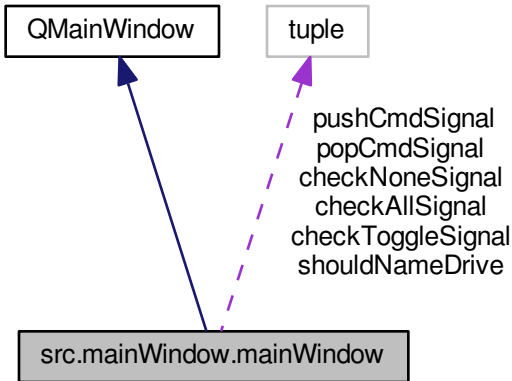 QMainWindow
tuple
pushCmdSignal
popCmdSignal
checkNoneSignal
checkAllSignal
checkToggleSignal
shouldNameDrive
src.mainWindow.mainWindow